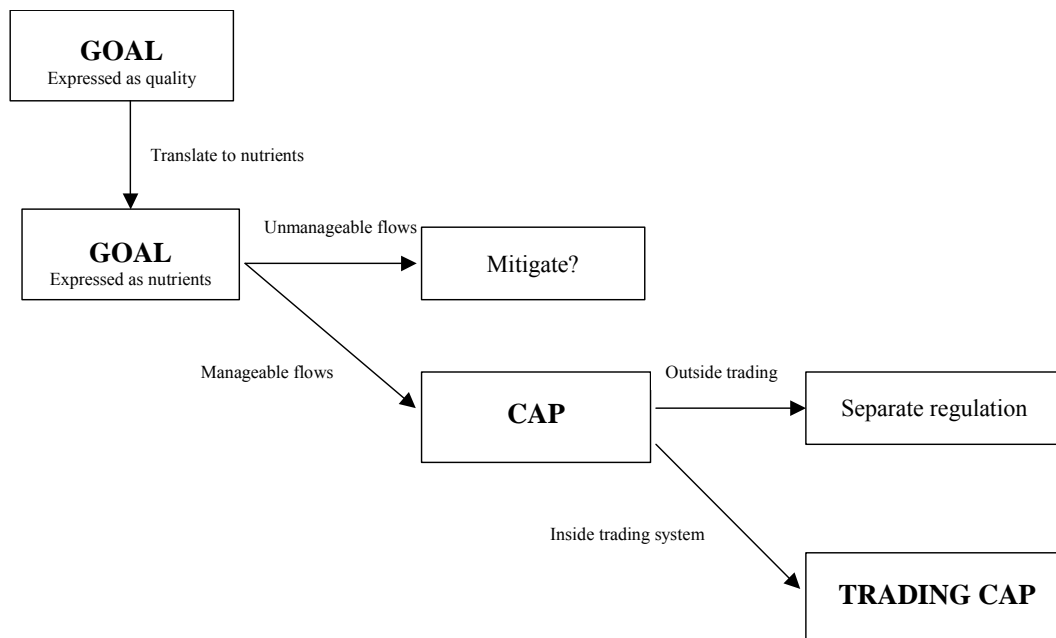 GOAL
Expressed as quality
Translate to nutrients
GOAL
Expressed as nutrients
Unmanageable flows
Mitigate?
Manageable flows
CAP
Outside trading
Separate regulation
Inside trading system
TRADING CAP